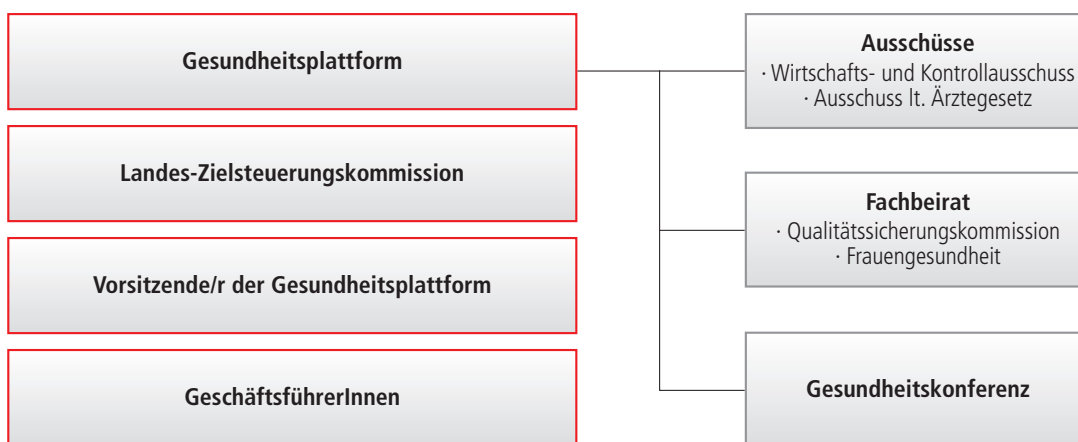 Gesundheitsplattform
Landes-Zielsteuerungskommission
Vorsitzende/r der Gesundheitsplattform
GeschäftsführerInnen
Ausschüsse
· Wirtschafts- und Kontrollausschuss
· Ausschuss lt. Ärztegesetz
Fachbeirat
· Qualitätssicherungskommission
· Frauengesundheit
Gesundheitskonferenz